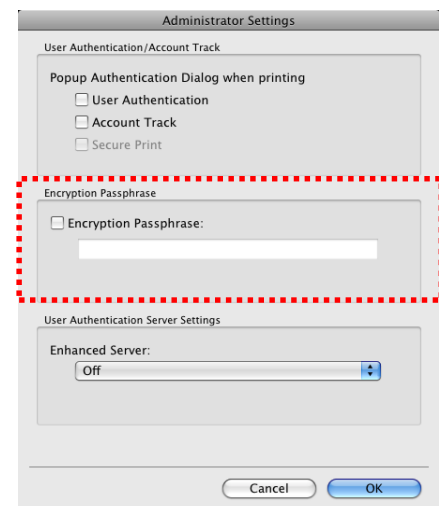 Administrator Settings
User Authentication/Account Track
Popup Authentication Dialog when printing
User Authentication
Account Track
Secure Print
Encryption Passphrase
Encryption Passphrase:
User Authentication Server Settings
Enhanced Server:
Off
Cancel OK